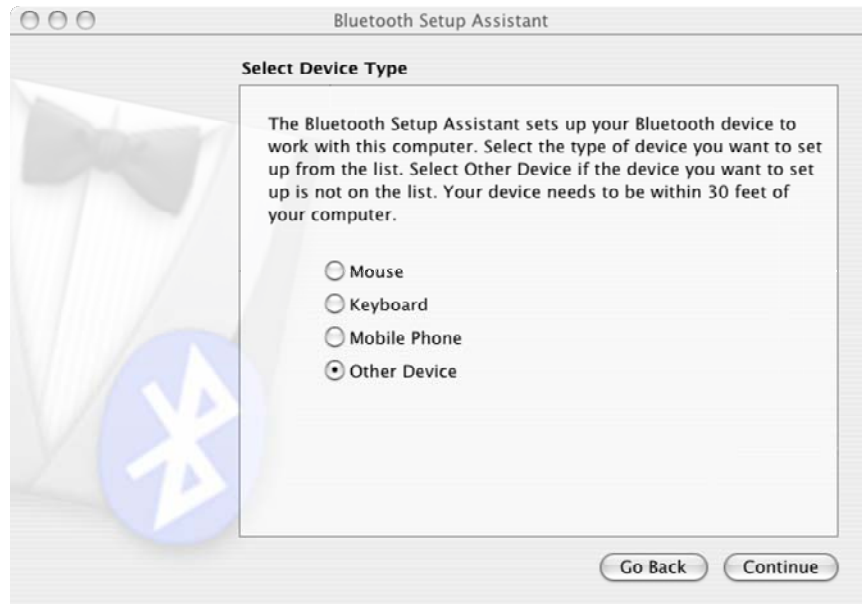 Bluetooth Setup Assistant
Select Device Type
The Bluetooth Setup Assistant sets up your Bluetooth device to
work with this computer. Select the type of device you want to set
up from the list. Select Other Device if the device you want to set
up is not on the list. Your device needs to be within 30 feet of
your computer.
Mouse
Keyboard
Mobile Phone
Other Device
Go Back
Continue